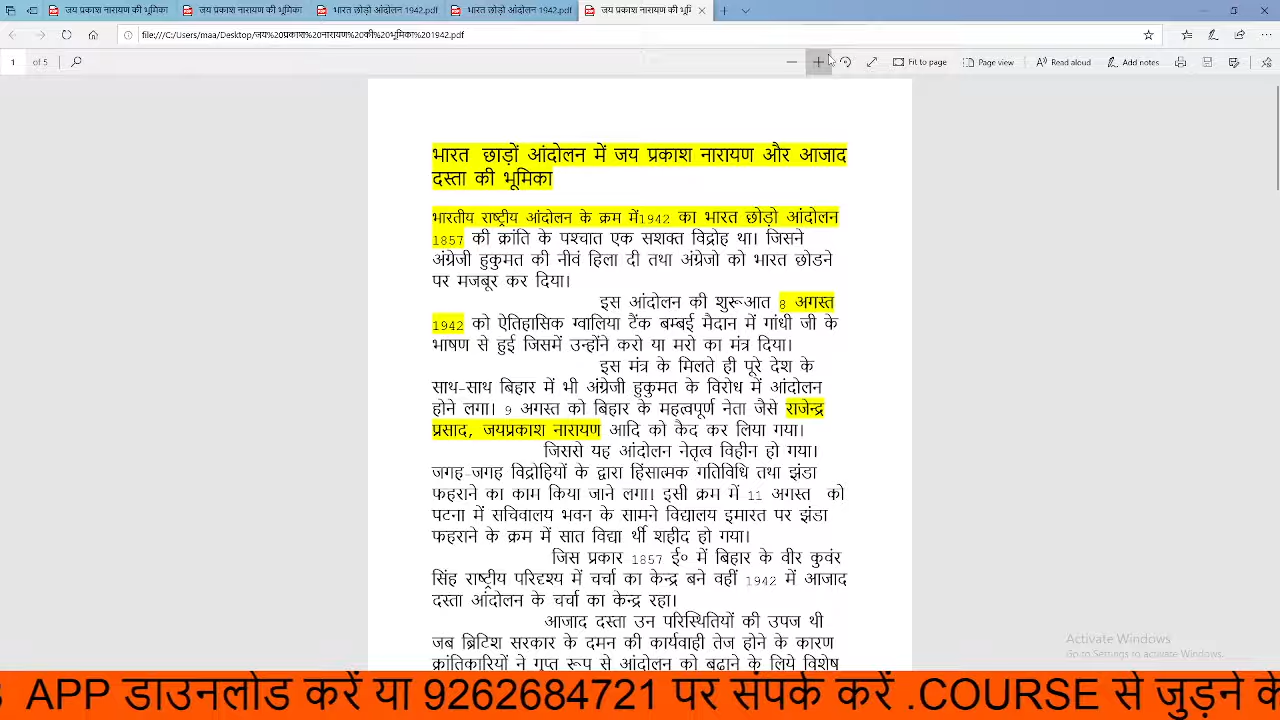 जय प्रकाश नारायण की भूमिका
जय प्रकाश नारायण की भूमिका
भारत छोड़ो आंदोलन 1942.pdf
भारत छोड़ो आंदोलन 1942.pdf
जय प्रकाश नारायण की भूमि
file:///C:/Users/maa/Desktop/जय%20प्रकाश%20नारायण%20की%20भूमिका%201942.pdf
1 of 5
Fit to page
Page view
Read aloud
Add notes
भारत छाड़ों आंदोलन में जय प्रकाश नारायण और आजाद
दस्ता की भूमिका
भारतीय राष्ट्रीय आंदोलन के क्रम में1942 का भारत छोड़ो आंदोलन
1857 की क्रांति के पश्चात एक सशक्त विद्रोह था। जिसने
अंग्रेजी हुकुमत की नीवं हिला दी तथा अंग्रेजो को भारत छोडने
पर मजबूर कर दिया।
इस आंदोलन की शुरूआत 8 अगस्त
1942 को ऐतिहासिक ग्वालिया टैंक बम्बई मैदान में गांधी जी के
भाषण से हुई जिसमें उन्होंने करो या मरो का मंत्र दिया।
इस मंत्र के मिलते ही पूरे देश के
साथ-साथ बिहार में भी अंग्रेजी हुकुमत के विरोध में आंदोलन
होने लगा। 9 अगस्त को बिहार के महत्वपूर्ण नेता जैसे राजेन्द्र
प्रसाद, जयप्रकाश नारायण आदि को कैद कर लिया गया।
जिससे यह आंदोलन नेतृत्व विहीन हो गया।
जगह-जगह विद्रोहियों के द्वारा हिंसात्मक गतिविधि तथा झंडा
फहराने का काम किया जाने लगा। इसी क्रम में 11 अगस्त को
पटना में सचिवालय भवन के सामने विद्यालय इमारत पर झंडा
फहराने के क्रम में सात विद्या र्थी शहीद हो गया।
जिस प्रकार 1857 ई० में बिहार के वीर कुवंर
सिंह राष्ट्रीय परिदृश्य में चर्चा का केन्द्र बने वहीं 1942 में आजाद
दस्ता आंदोलन के चर्चा का केन्द्र रहा।
आजाद दस्ता उन परिस्थितियों की उपज थी
जब ब्रिटिश सरकार के दमन की कार्यवाही तेज होने के कारण
क्रांतिकारियों ने गुप्त रूप से आंदोलन को बढाने के लिये विशेष
Activate Windows
Go to Settings to activate Windows.
APP डाउनलोड करें या 9262684721 पर संपर्क करें .COURSE से जुड़ने के